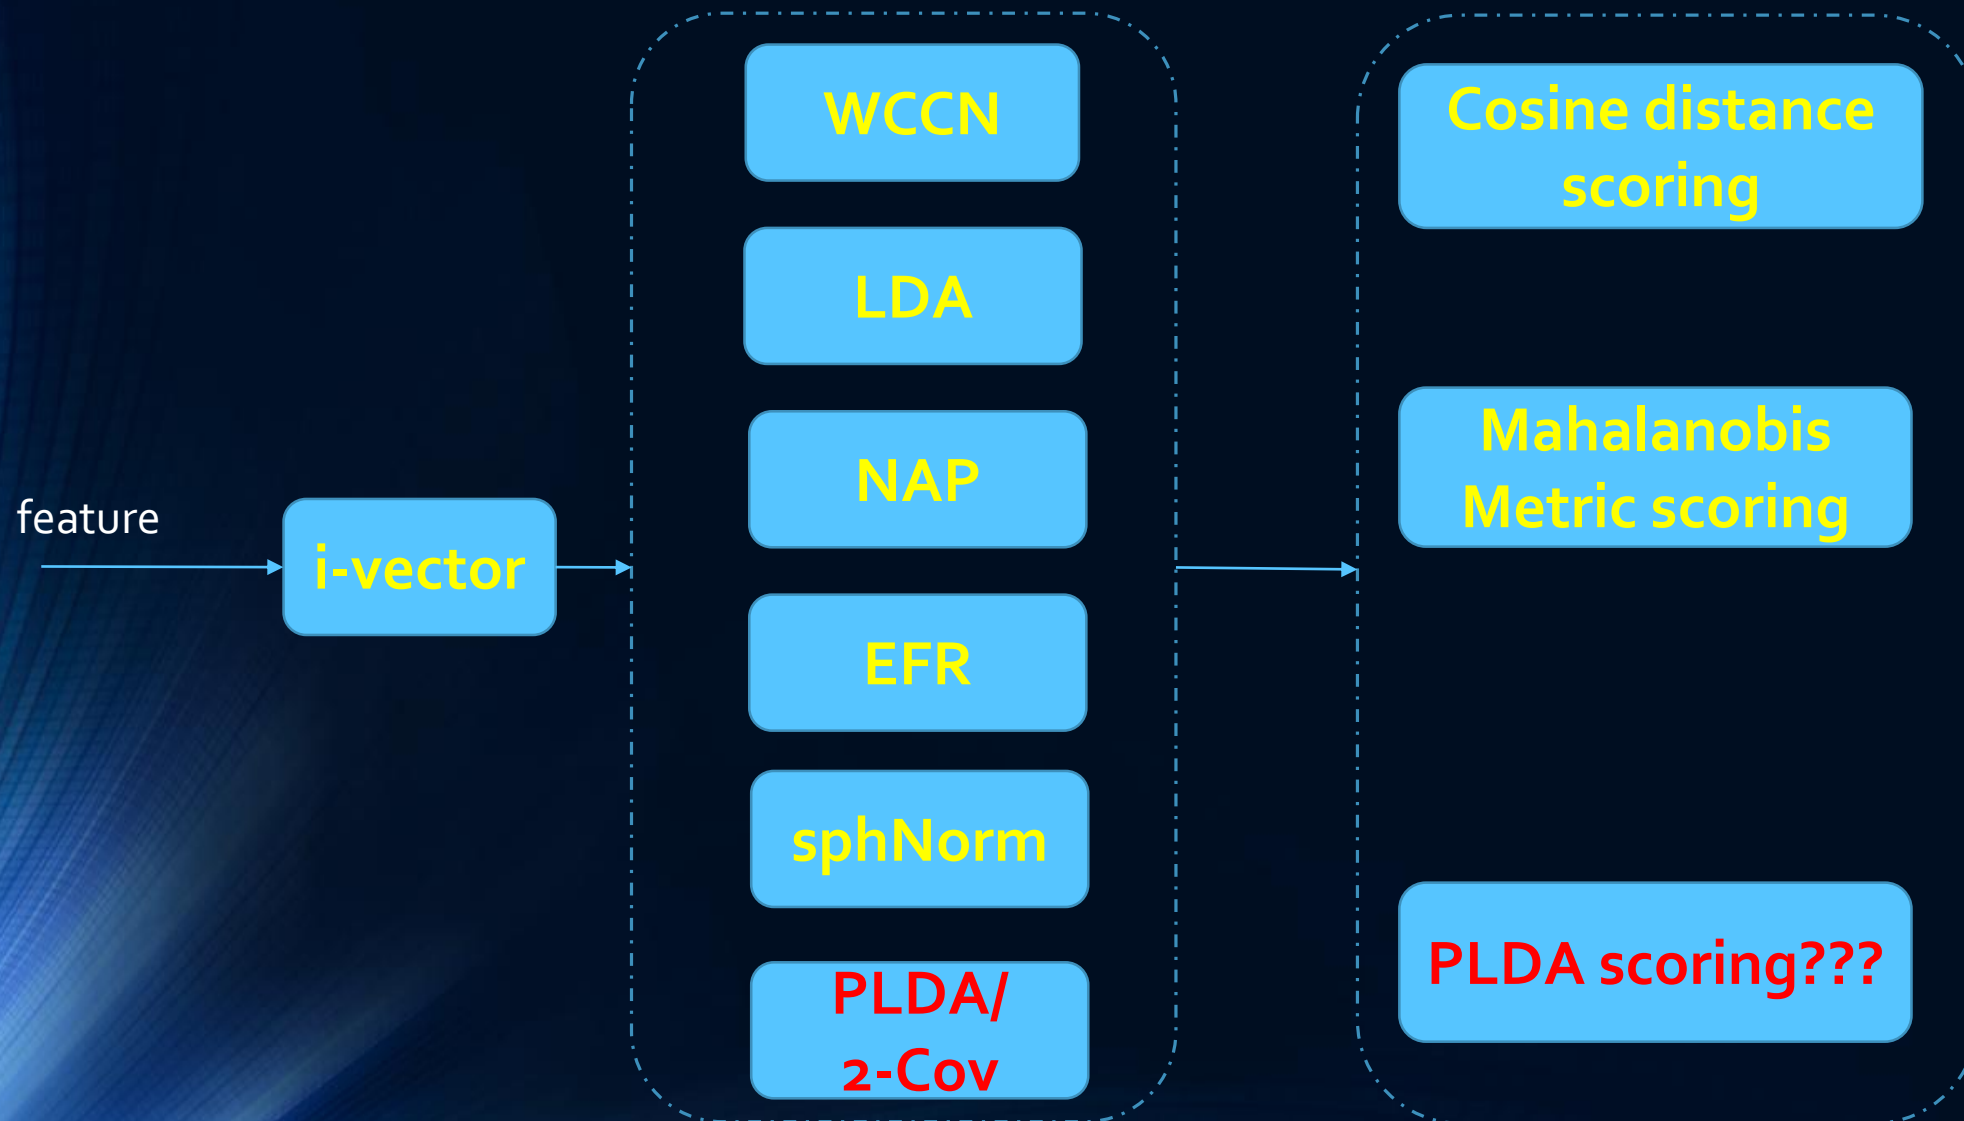 feature
i-vector
WCCN
LDA
NAP
EFR
sphNorm
PLDA/
2-Cov
Cosine distance
scoring
Mahalanobis
Metric scoring
PLDA scoring???